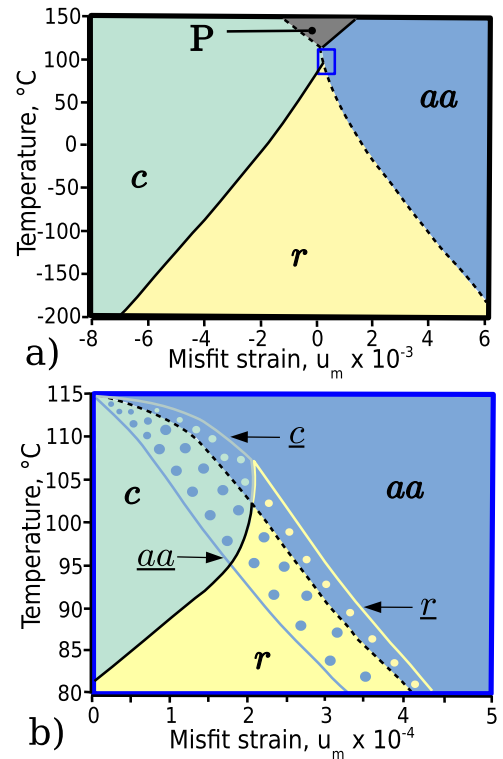 150
100
50
0
-50
-100
-150
-200
Temperature, °C
P
aa
c
r
-8 -6 -4 -2 0 2 4 6
a)
Misfit strain, um x 10-3
115
110
105
100
95
90
85
80
Temperature, °C
c
c
aa
aa
r
r
0 1 2 3 4 5
b)
Misfit strain, um x 10-4